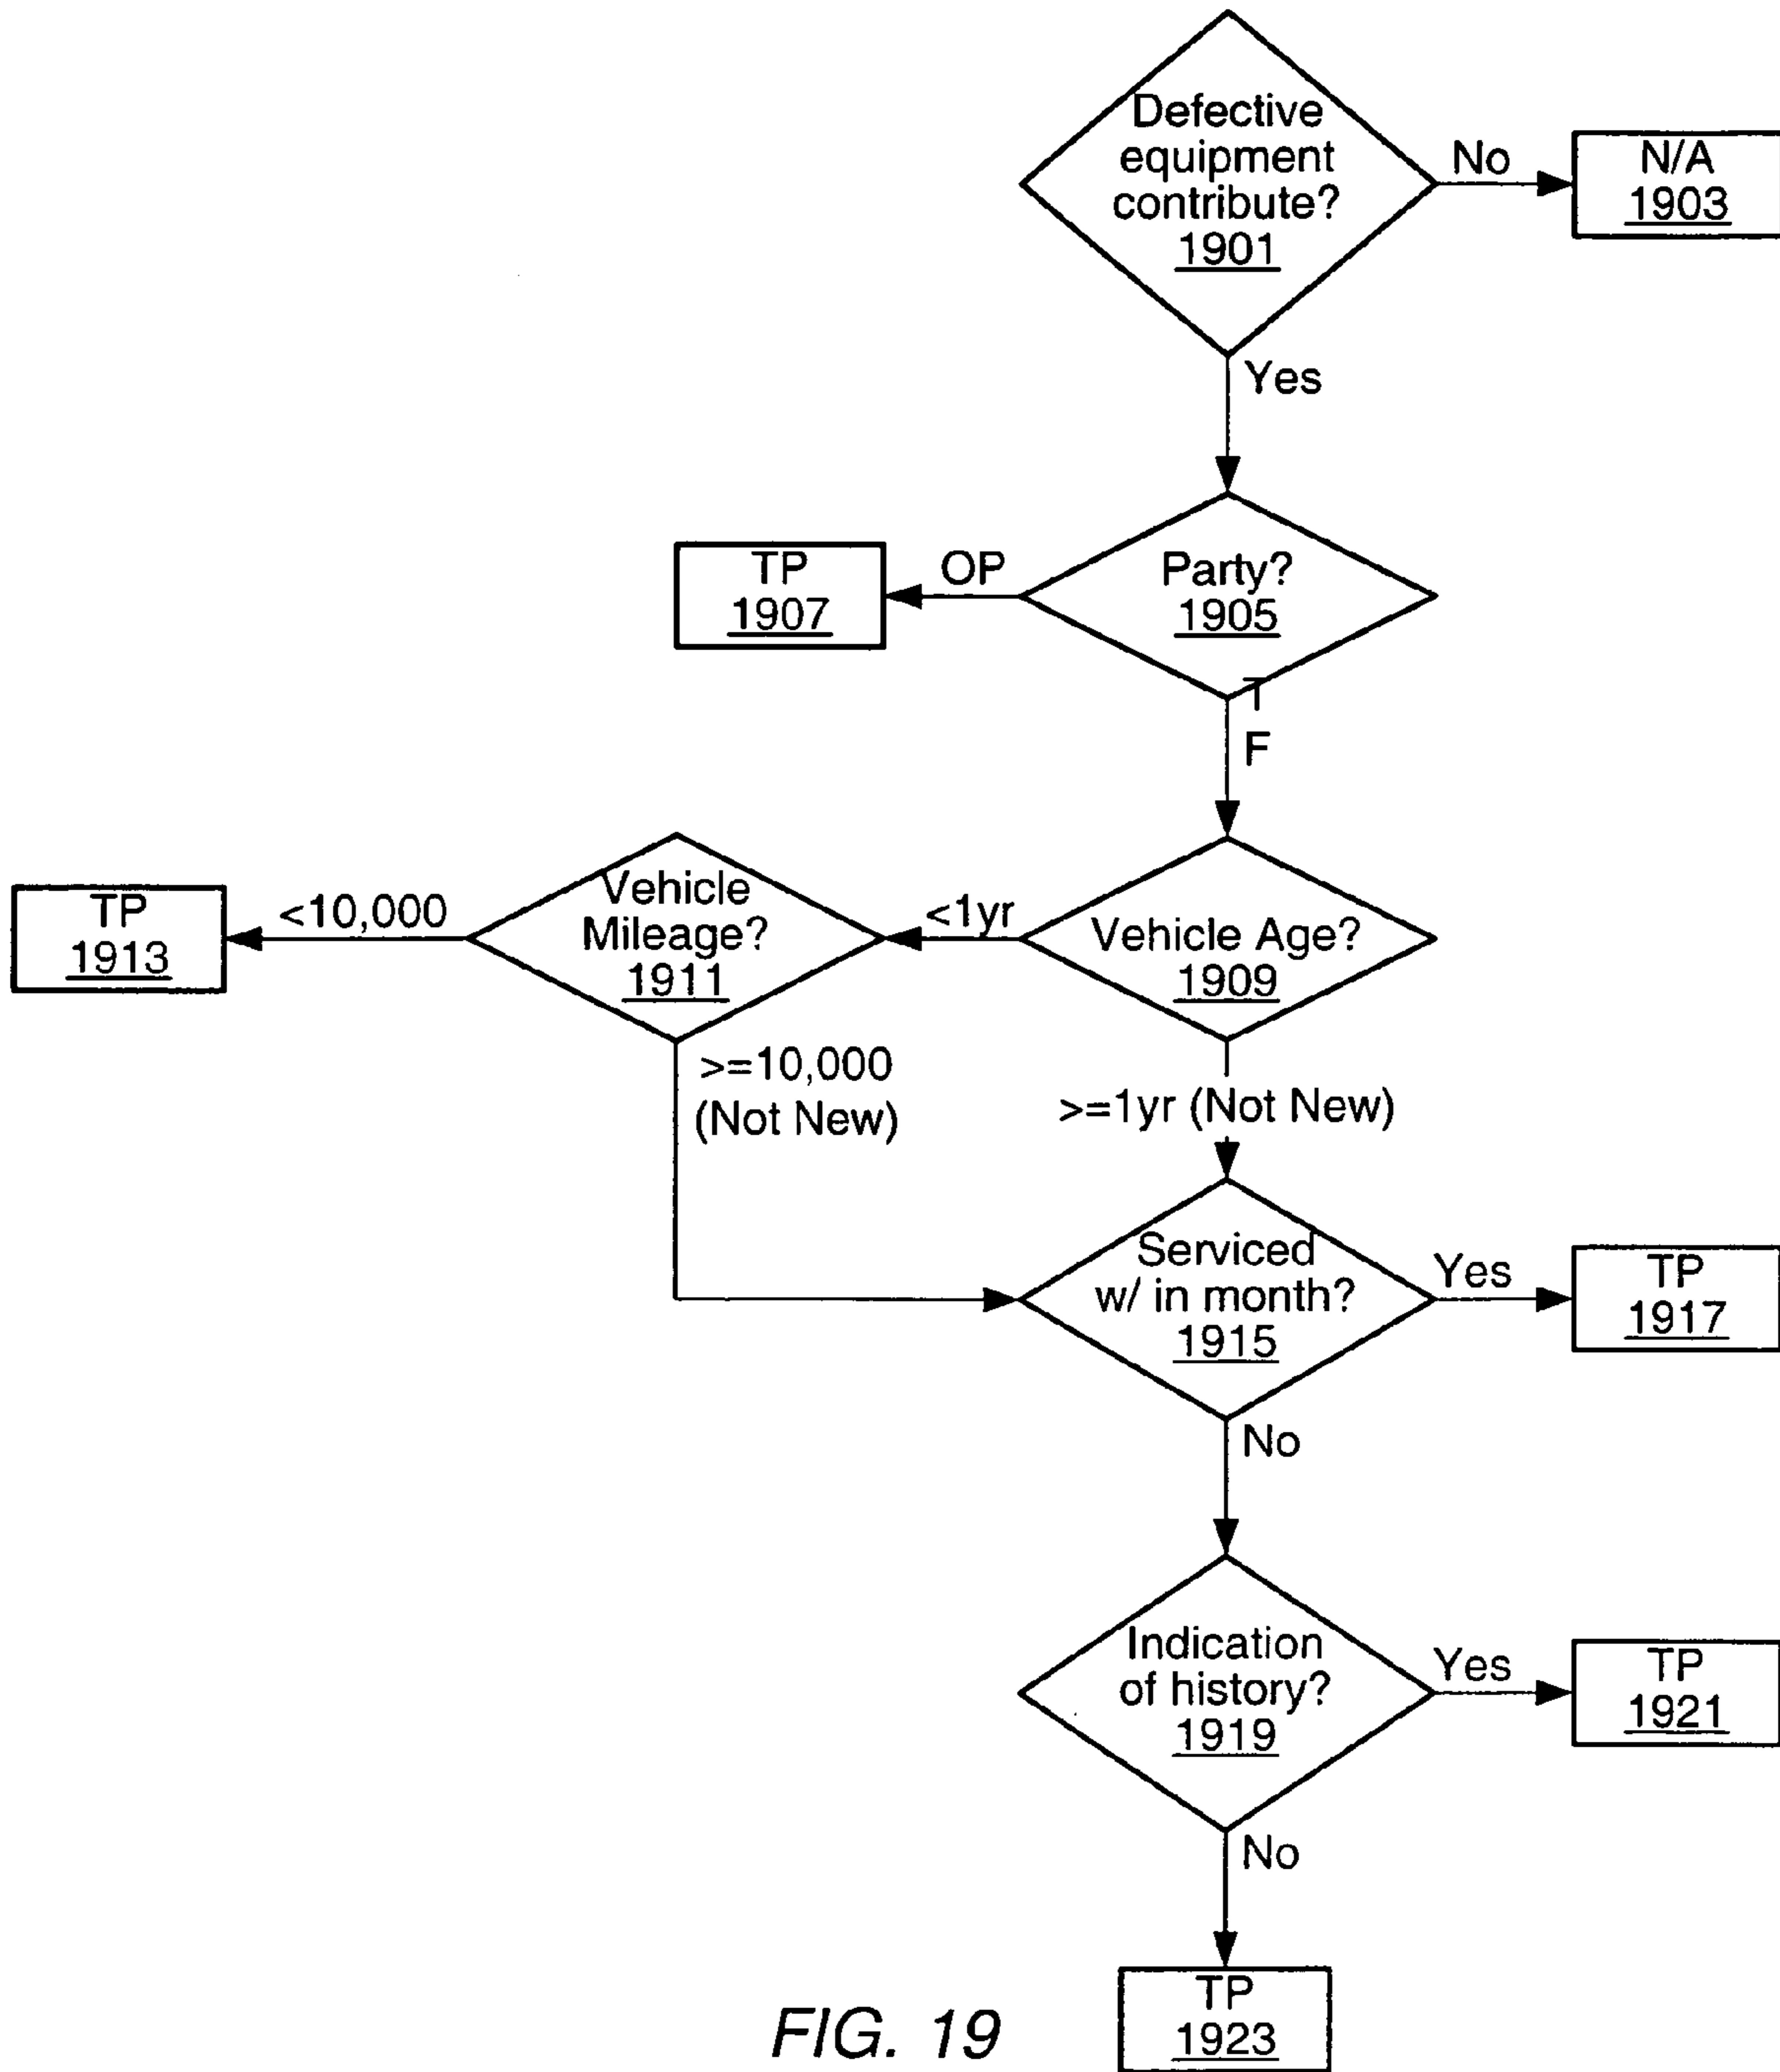 Defective
equipment
contribute?
1901
No
N/A
1903
Yes
Party?
1905
OP
TP
1907
T
F
Vehicle Age?
1909
<1yr
Vehicle
Mileage?
1911
<10,000
TP
1913
>=10,000
(Not New)
>=1yr (Not New)
Serviced
w/ in month?
1915
Yes
TP
1917
No
Indication
of history?
1919
Yes
TP
1921
No
TP
1923
FIG. 19